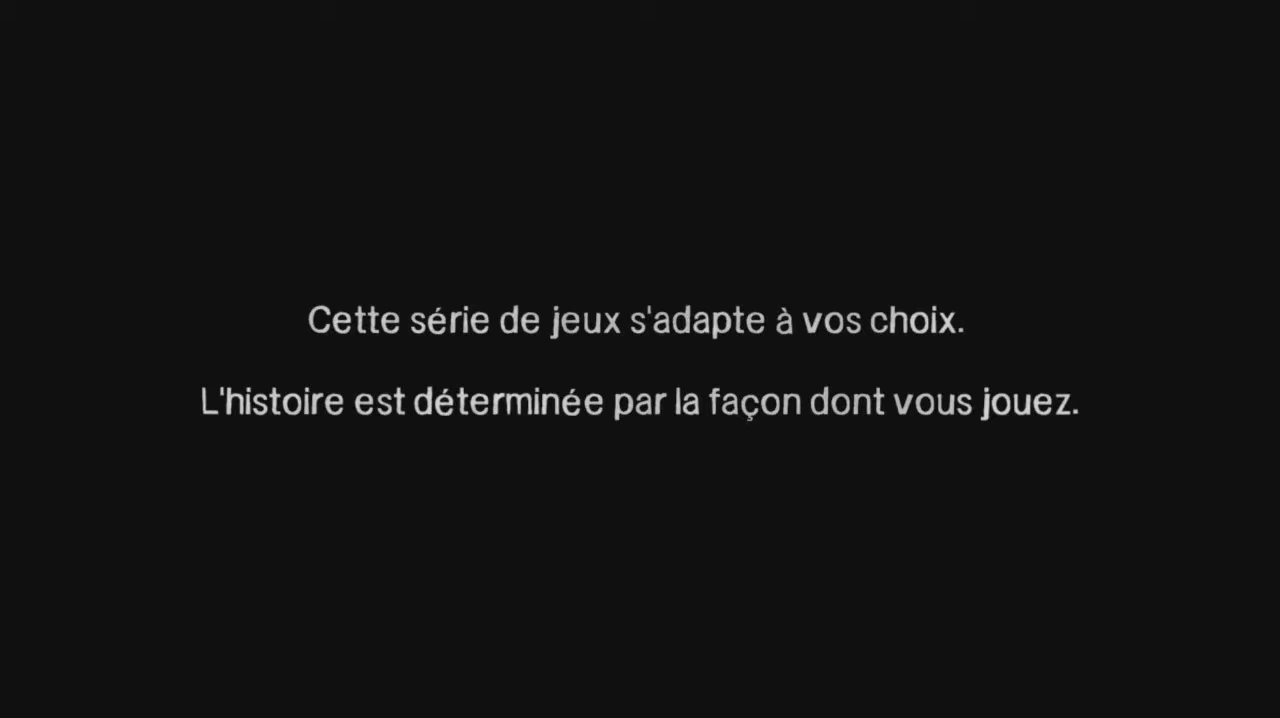 Cette série de jeux s'adapte à vos choix.
L'histoire est déterminée par la façon dont vous jouez.